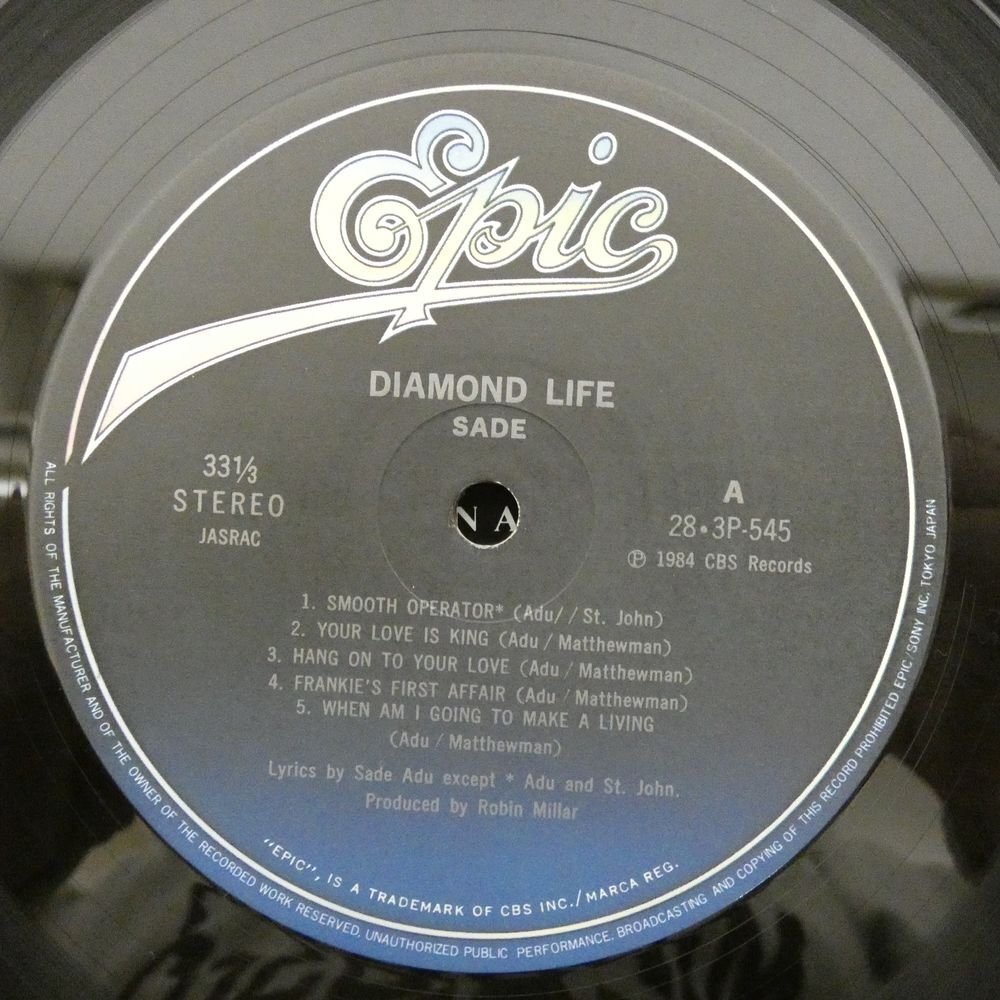 Epic
DIAMOND LIFE
SADE
33⅓
STEREO
JASRAC
A
28・3P-545
Ⓟ 1984 CBS Records
N A
1. SMOOTH OPERATOR* (Adu//St. John)
2. YOUR LOVE IS KING (Adu/Matthewman)
3. HANG ON TO YOUR LOVE (Adu/Matthewman)
4. FRANKIE'S FIRST AFFAIR (Adu/Matthewman)
5. WHEN AM I GOING TO MAKE A LIVING
(Adu/Matthewman)
Lyrics by Sade Adu except * Adu and St. John.
Produced by Robin Millar
"EPIC", IS A TRADEMARK OF CBS INC./MARCA REG.
ALL RIGHTS OF THE MANUFACTURER AND OF THE OWNER OF THE RECORDED WORK RESERVED. UNAUTHORIZED PUBLIC PERFORMANCE. BROADCASTING AND COPYING OF THIS RECORD PROHIBITED EPIC/SONY INC. TOKYO JAPAN